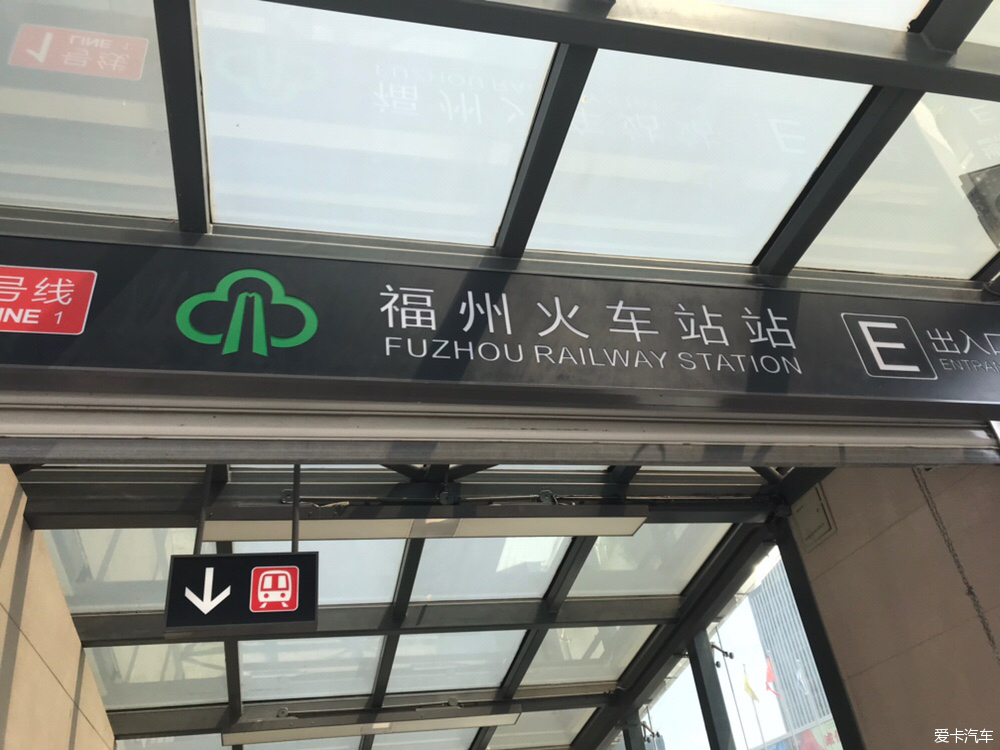 号线
LINE 1
福州火车站站
FUZHOU RAILWAY STATION
E
出入口
ENTRAN
爱卡汽车